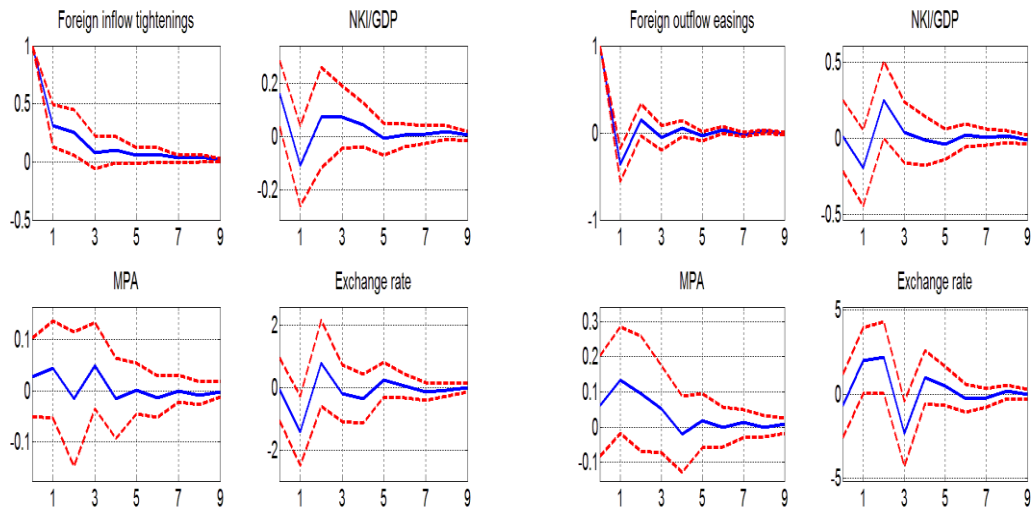 Foreign inflow tightenings
1
0.5
0
-0.5
1 3 5 7 9
NKI/GDP
0.2
0
-0.2
1 3 5 7 9
Foreign outflow easings
1
0
-1
1 3 5 7 9
NKI/GDP
0.5
0
-0.5
1 3 5 7 9
MPA
0.1
0
-0.1
1 3 5 7 9
Exchange rate
2
0
-2
1 3 5 7 9
MPA
0.3
0.2
0.1
0
-0.1
1 3 5 7 9
Exchange rate
5
0
-5
1 3 5 7 9